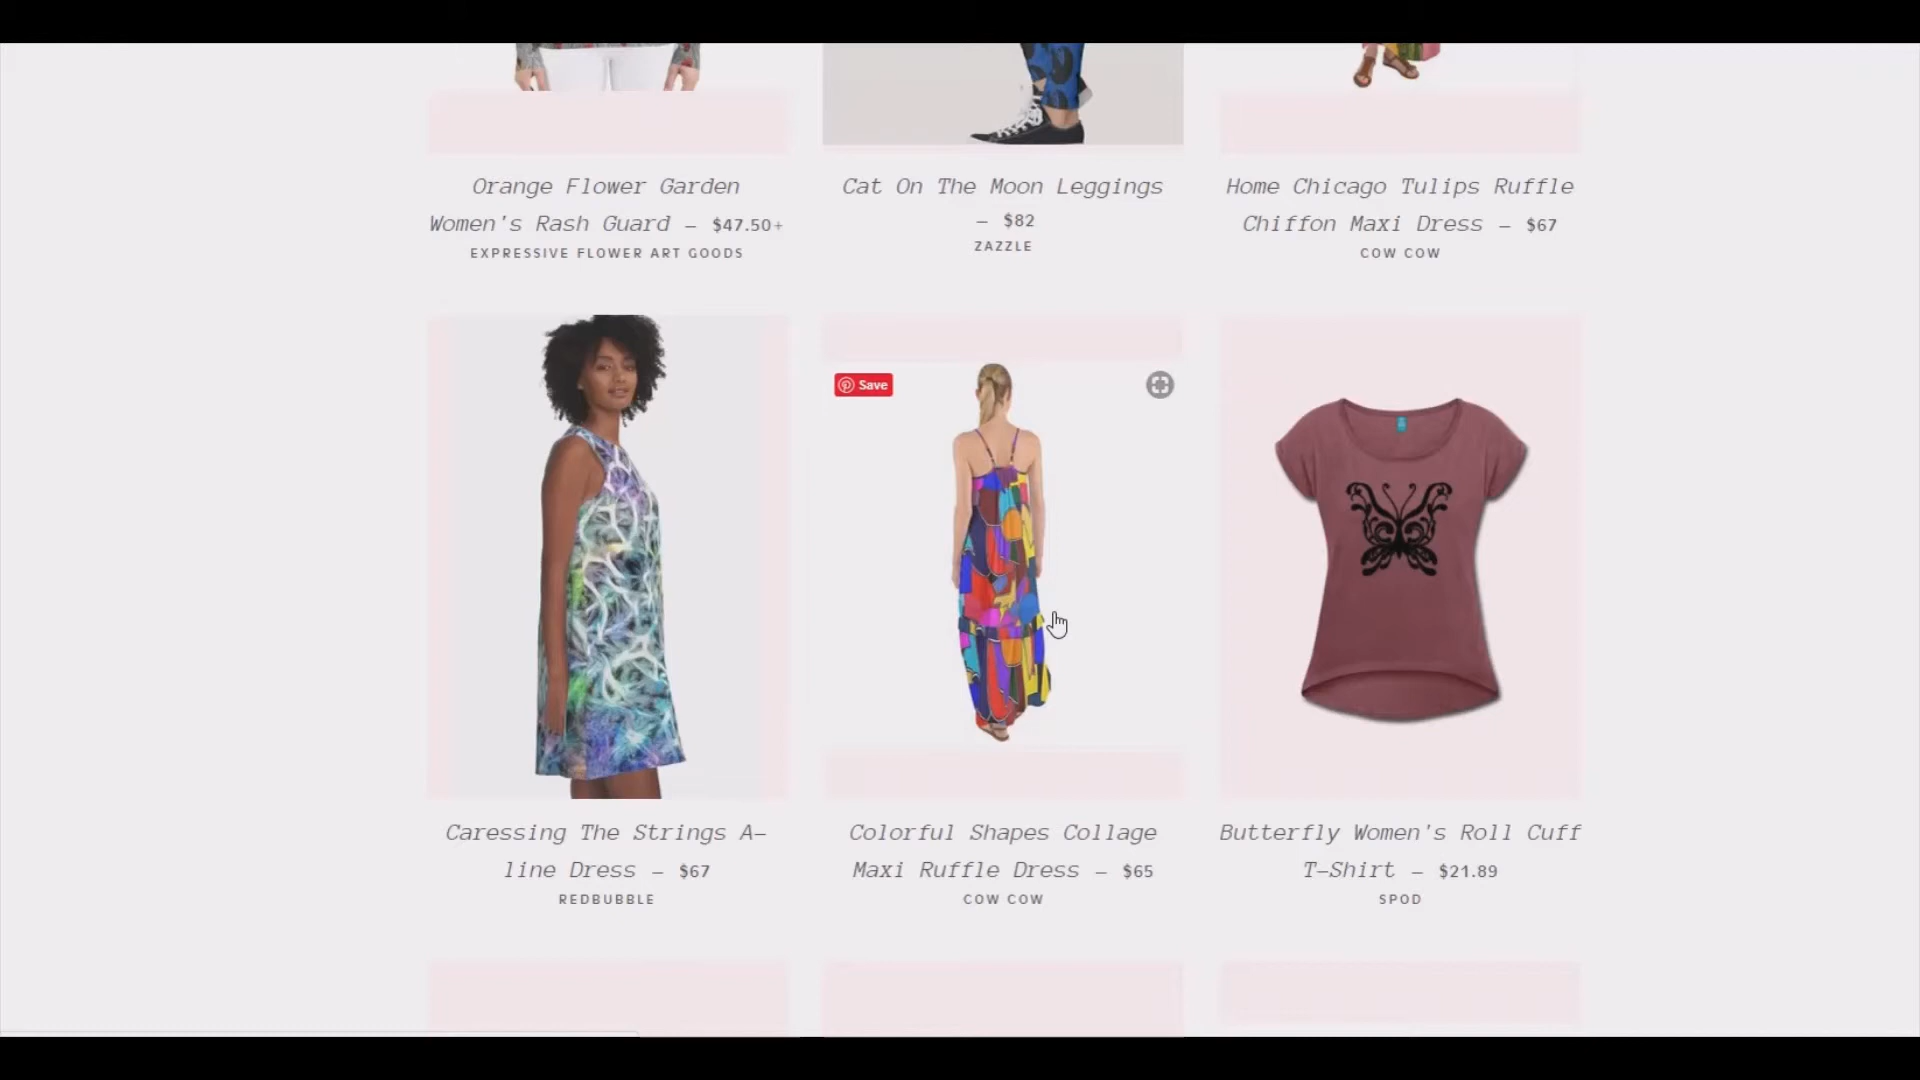 Orange Flower Garden
Women's Rash Guard — $47.50+
EXPRESSIVE FLOWER ART GOODS
Cat On The Moon Leggings
— $82
ZAZZLE
Home Chicago Tulips Ruffle
Chiffon Maxi Dress — $67
COW COW
Save
Caressing The Strings A-
line Dress — $67
REDBUBBLE
Colorful Shapes Collage
Maxi Ruffle Dress — $65
COW COW
Butterfly Women's Roll Cuff
T-Shirt — $21.89
SPOD